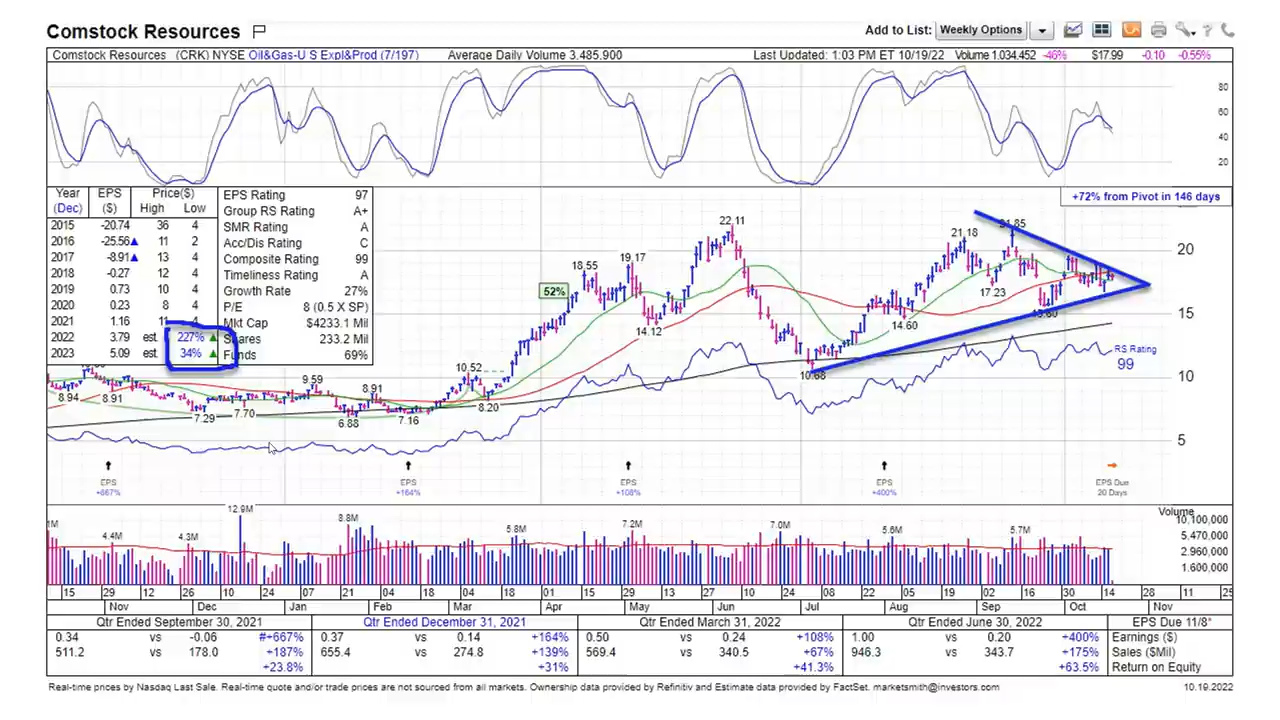 Comstock Resources
Add to List: Weekly Options
Comstock Resources (CRK) NYSE Oil&Gas-U S Expl&Prod (7/197) Average Daily Volume 3,485,900 Last Updated: 1:03 PM ET 10/19/22 Volume 1,034,452 -46% $17.99 -0.10 -0.55%
80
60
40
20
Year EPS Price($)
(Dec) ($) High Low
2015 -20.74 36 4
2016 -25.56 11 2
2017 -8.91 13 4
2018 -0.27 12 4
2019 0.73 10 4
2020 0.23 8 4
2021 1.16 11 4
2022 3.79 est. 227%
2023 5.09 est. 34%
EPS Rating 97
Group RS Rating A+
SMR Rating A
Acc/Dis Rating C
Composite Rating 99
Timeliness Rating A
Growth Rate 27%
P/E 8 (0.5 X SP)
Mkt Cap $4233.1 Mil
Shares 233.2 Mil
Funds 69%
+72% from Pivot in 146 days
22.11
21.85
21.18
20
18.55
19.17
52%
17.23
15.80
15
14.12
14.60
RS Rating
99
10.52
10.68
10
9.59
8.91
8.94
8.91
8.20
7.29
7.70
6.88
7.16
5
EPS
+667%
EPS
+164%
EPS
+108%
EPS
+400%
EPS Due
20 Days
Volume
12.9M
8.8M
4.4M
4.3M
5.8M
7.2M
7.0M
5.6M
5.7M
10,100,000
5,470,000
2,960,000
1,600,000
15 29 12 26 10 24 07 21 04 18 04 18 01 29 13 27 08 22 05 19 02 16 30 14 28 11 25
Nov Dec Jan Feb Mar Apr May Jun Jul Aug Sep Oct Nov
Qtr Ended September 30, 2021 Qtr Ended December 31, 2021 Qtr Ended March 31, 2022 Qtr Ended June 30, 2022 EPS Due 11/8*
0.34 vs -0.06 #+667% 0.37 vs 0.14 +164% 0.50 vs 0.24 +108% 1.00 vs 0.20 +400% Earnings ($)
511.2 vs 178.0 +187% 655.4 vs 274.8 +139% 569.4 vs 340.5 +67% 946.3 vs 343.7 +175% Sales ($Mil)
+23.8% +31% +41.3% +63.5% Return on Equity
Real-time prices by Nasdaq Last Sale. Real-time quote and/or trade prices are not sourced from all markets. Ownership data provided by Refinitiv and Estimate data provided by FactSet. marketsmith@investors.com 10.19.2022